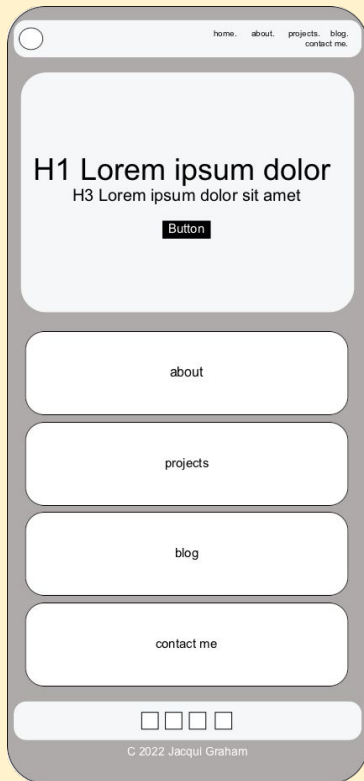 home. about. projects. blog.
contact me.
H1 Lorem ipsum dolor
H3 Lorem ipsum dolor sit amet
Button
about
projects
blog
contact me
C 2022 Jacqui Graham